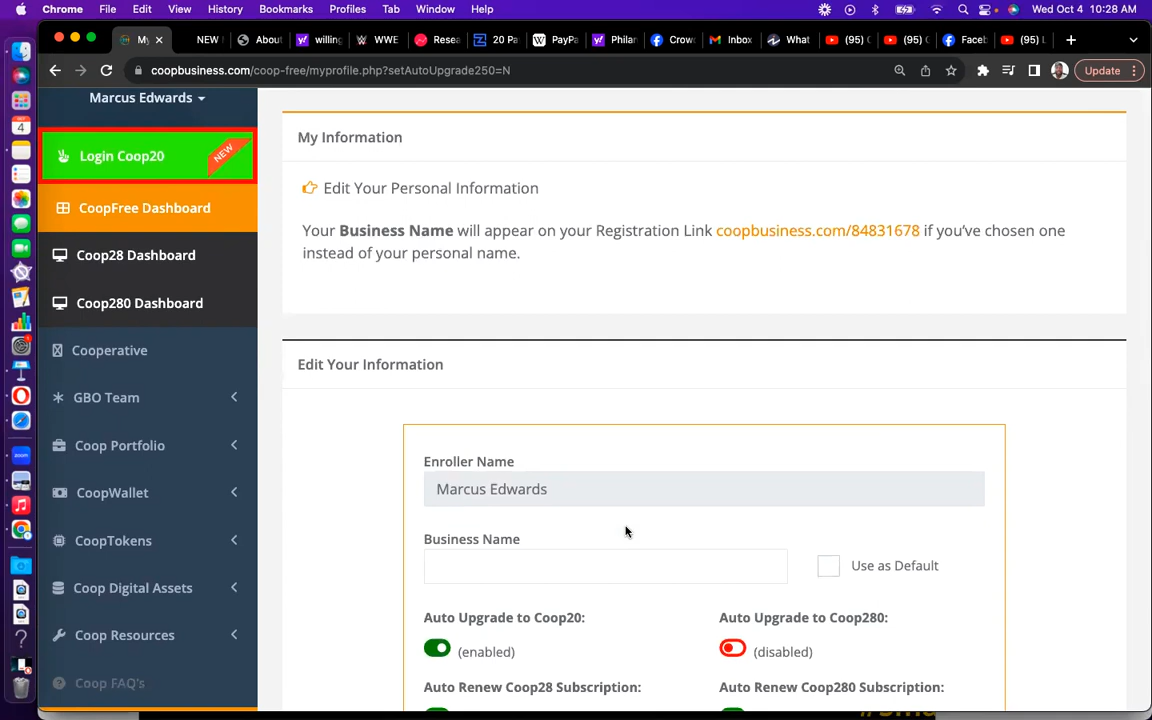 Chrome File Edit View History Bookmarks Profiles Tab Window Help Wed Oct 4 10:28 AM
My NEW Abou willing WWE Resea 20 Pa PayPa Philar Crow Inbox What (95) (95) Faceb (95) L
coopbusiness.com/coop-free/myprofile.php?setAutoUpgrade250=N Update
Marcus Edwards
Login Coop20
NEW
CoopFree Dashboard
Coop28 Dashboard
Coop280 Dashboard
Cooperative
GBO Team
Coop Portfolio
CoopWallet
CoopTokens
Coop Digital Assets
Coop Resources
Coop FAQ's
My Information
Edit Your Personal Information
Your Business Name will appear on your Registration Link coopbusiness.com/84831678 if you've chosen one
instead of your personal name.
Edit Your Information
Enroller Name
Marcus Edwards
Business Name
Use as Default
Auto Upgrade to Coop20: Auto Upgrade to Coop280:
(enabled) (disabled)
Auto Renew Coop28 Subscription: Auto Renew Coop280 Subscription: